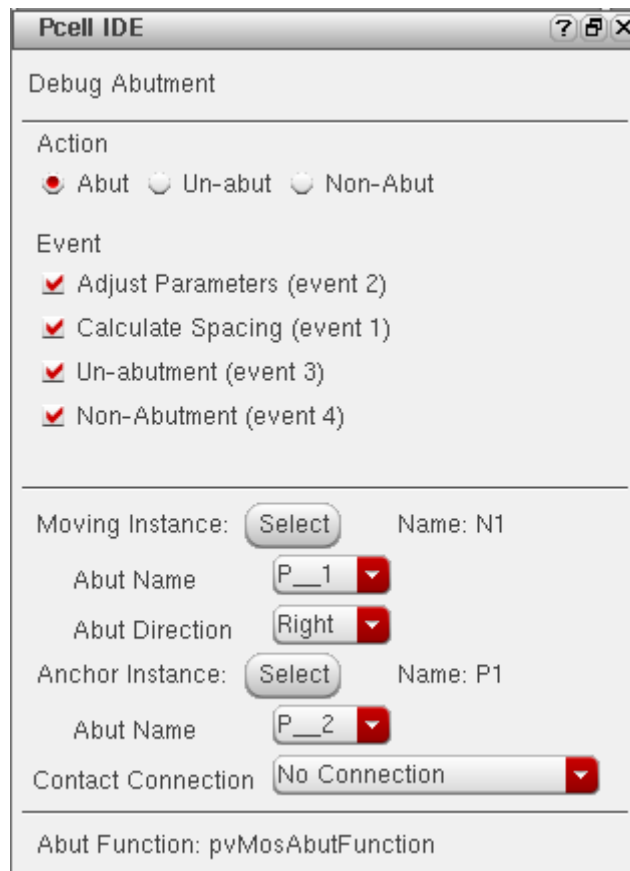 Pcell IDE
Debug Abutment
Action
Abut Un-abut Non-Abut
Event
Adjust Parameters (event 2)
Calculate Spacing (event 1)
Un-abutment (event 3)
Non-Abutment (event 4)
Moving Instance: Select Name: N1
Abut Name P__1
Abut Direction Right
Anchor Instance: Select Name: P1
Abut Name P__2
Contact Connection No Connection
Abut Function: pvMosAbutFunction